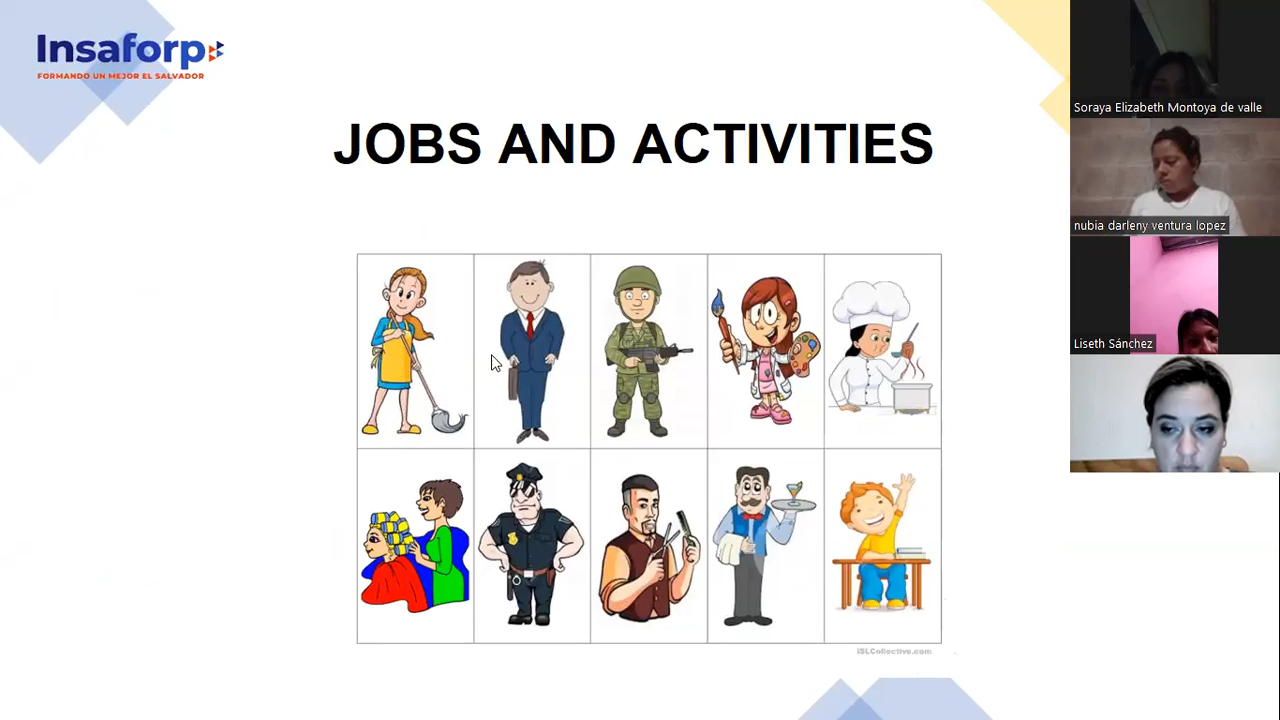 Insaforp
FORMANDO UN MEJOR EL SALVADOR
JOBS AND ACTIVITIES
iSLCollective.com
Soraya Elizabeth Montoya de valle
nubia darleny ventura lopez
Liseth Sánchez